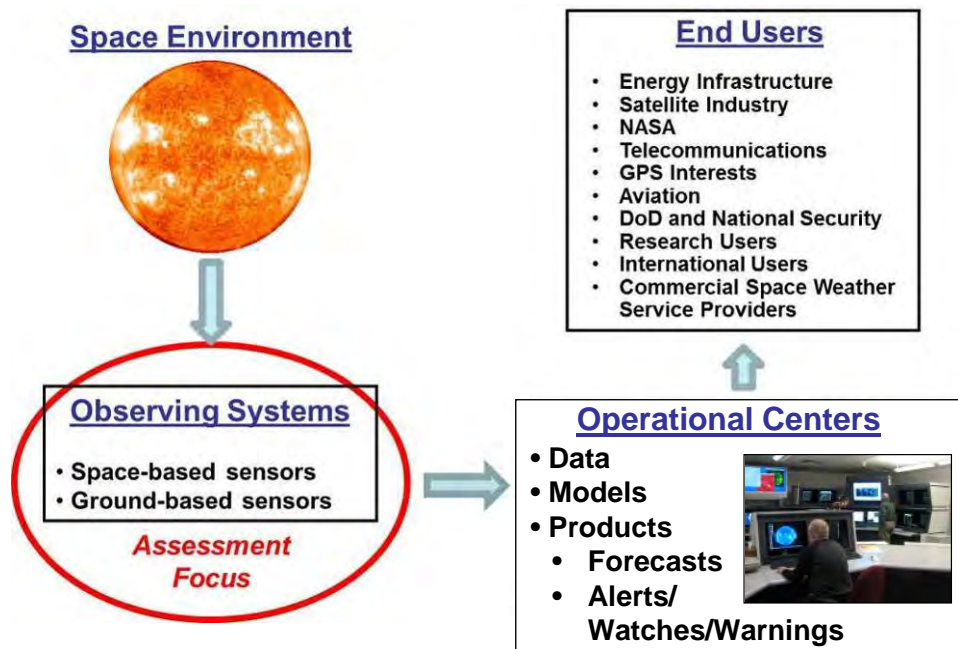 Space Environment
Observing Systems
• Space-based sensors
• Ground-based sensors
Assessment
Focus
Operational Centers
• Data
• Models
• Products
• Forecasts
• Alerts/
Watches/Warnings
End Users
• Energy Infrastructure
• Satellite Industry
• NASA
• Telecommunications
• GPS Interests
• Aviation
• DoD and National Security
• Research Users
• International Users
• Commercial Space Weather
Service Providers